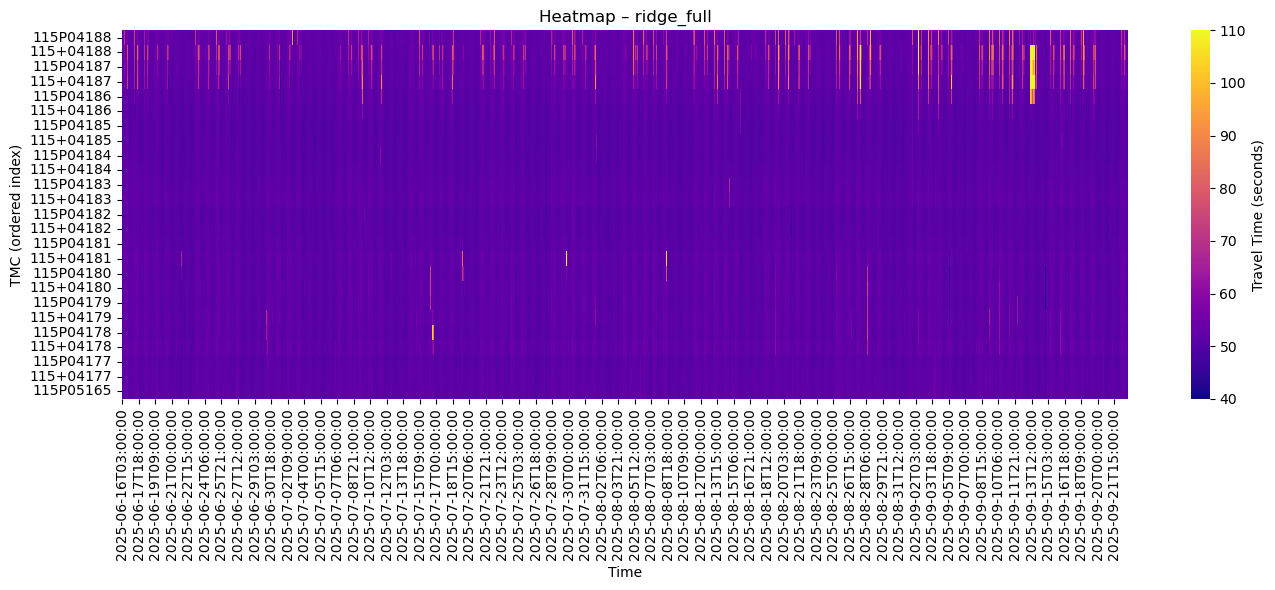 Heatmap – ridge_full
TMC (ordered index)
115P04188
115+04188
115P04187
115+04187
115P04186
115+04186
115P04185
115+04185
115P04184
115+04184
115P04183
115+04183
115P04182
115+04182
115P04181
115+04181
115P04180
115+04180
115P04179
115+04179
115P04178
115+04178
115P04177
115+04177
115P05165
2025-06-16T03:00:00
2025-06-17T18:00:00
2025-06-19T09:00:00
2025-06-21T00:00:00
2025-06-22T15:00:00
2025-06-24T06:00:00
2025-06-25T21:00:00
2025-06-27T12:00:00
2025-06-29T03:00:00
2025-06-30T18:00:00
2025-07-02T09:00:00
2025-07-04T00:00:00
2025-07-05T15:00:00
2025-07-07T06:00:00
2025-07-08T21:00:00
2025-07-10T12:00:00
2025-07-12T03:00:00
2025-07-13T18:00:00
2025-07-15T09:00:00
2025-07-17T00:00:00
2025-07-18T15:00:00
2025-07-20T06:00:00
2025-07-21T21:00:00
2025-07-23T12:00:00
2025-07-25T03:00:00
2025-07-26T18:00:00
2025-07-28T09:00:00
2025-07-30T00:00:00
2025-07-31T15:00:00
2025-08-02T06:00:00
2025-08-03T21:00:00
2025-08-05T12:00:00
2025-08-07T03:00:00
2025-08-08T18:00:00
2025-08-10T09:00:00
2025-08-12T00:00:00
2025-08-13T15:00:00
2025-08-15T06:00:00
2025-08-16T21:00:00
2025-08-18T12:00:00
2025-08-20T03:00:00
2025-08-21T18:00:00
2025-08-23T09:00:00
2025-08-25T00:00:00
2025-08-26T15:00:00
2025-08-28T06:00:00
2025-08-29T21:00:00
2025-08-31T12:00:00
2025-09-02T03:00:00
2025-09-03T18:00:00
2025-09-05T09:00:00
2025-09-07T00:00:00
2025-09-08T15:00:00
2025-09-10T06:00:00
2025-09-11T21:00:00
2025-09-13T12:00:00
2025-09-15T03:00:00
2025-09-16T18:00:00
2025-09-18T09:00:00
2025-09-20T00:00:00
2025-09-21T15:00:00
Time
110
100
90
80
70
60
50
40
Travel Time (seconds)